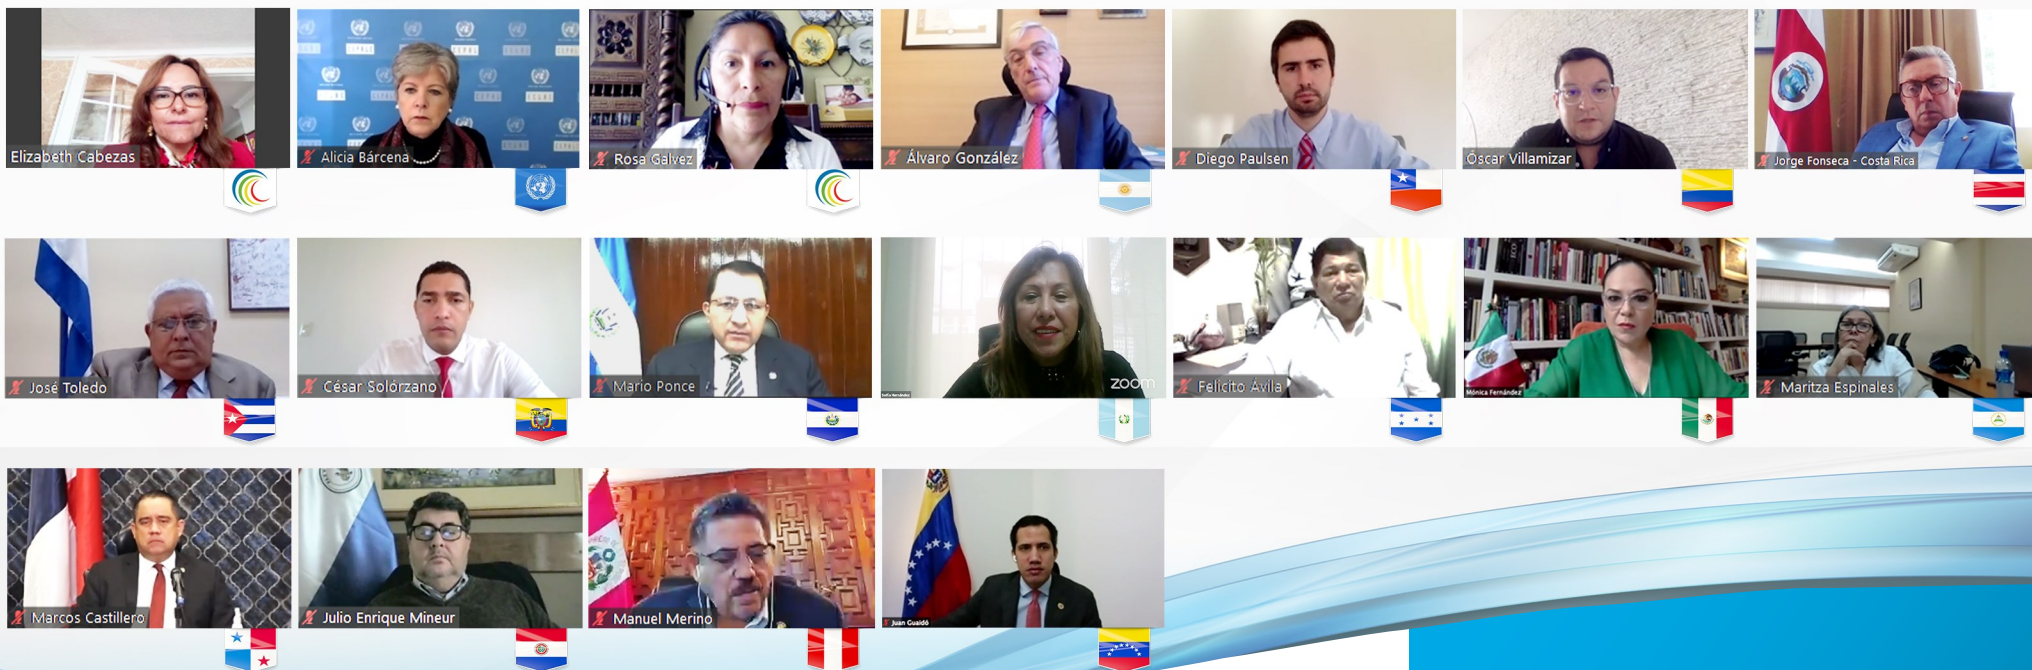 Elizabeth Cabezas
Alicia Bárcena
Rosa Galvez
Álvaro González
Diego Paulsen
Óscar Villamizar
Jorge Fonseca - Costa Rica
José Toledo
César Solórzano
Mario Ponce
zoom
Felicito Ávila
Mónica Fernández
Maritza Espinales
Marcos Castillero
Julio Enrique Mineur
Manuel Merino
Juan Guaidó